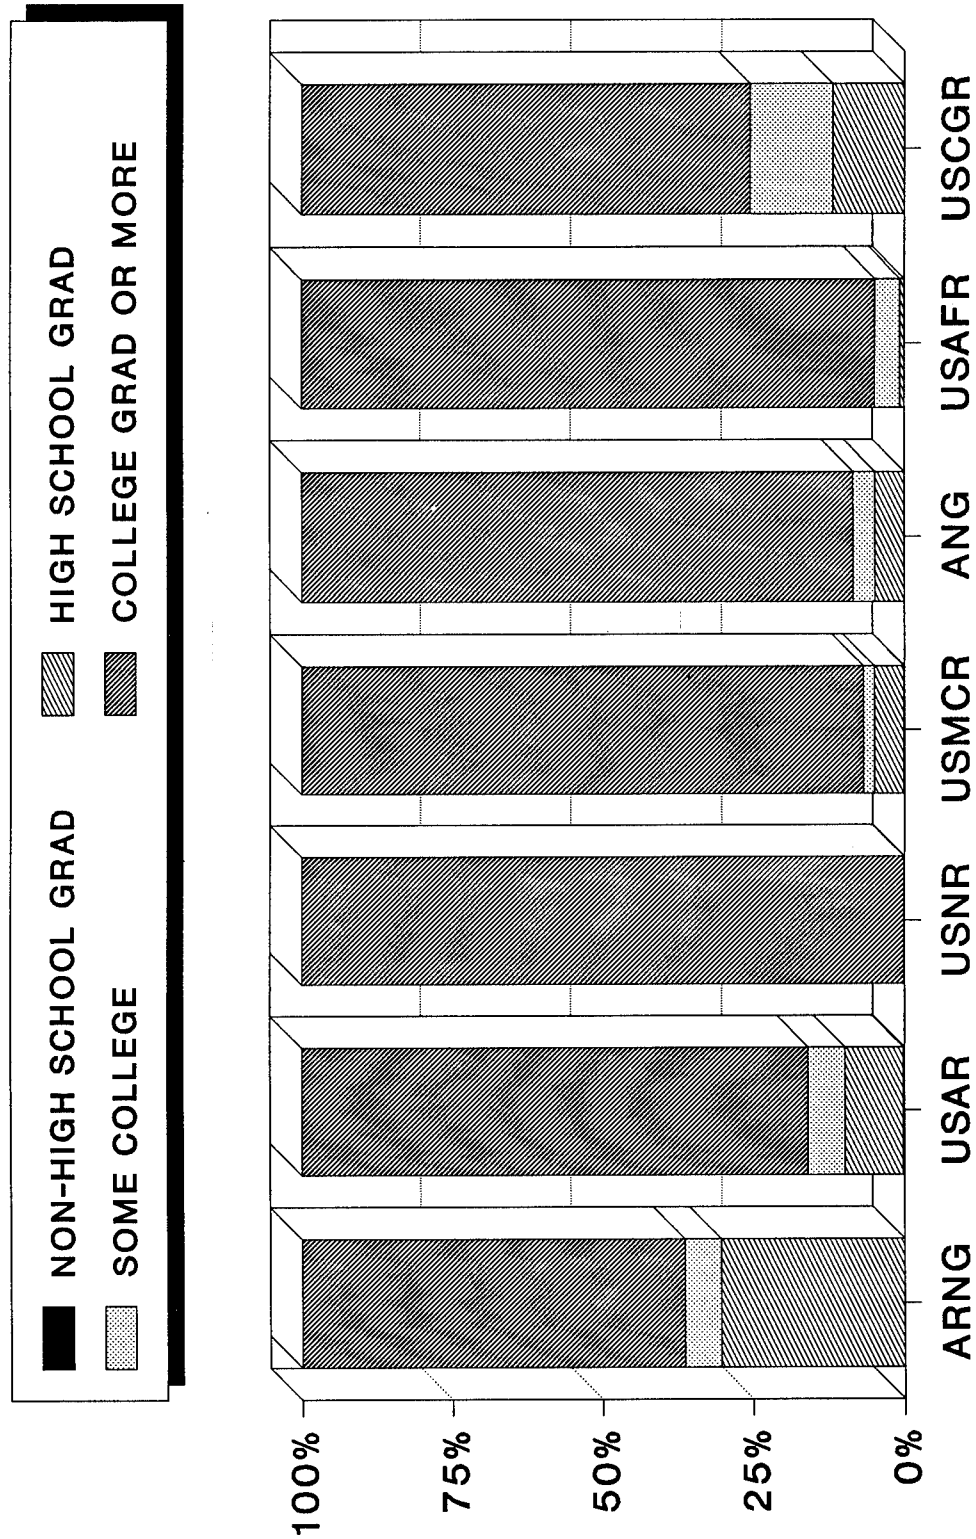 NON-HIGH SCHOOL GRAD
HIGH SCHOOL GRAD
SOME COLLEGE
COLLEGE GRAD OR MORE
100%
75%
50%
25%
0%
ARNG
USAR
USNR
USMCR
ANG
USAFR
USCGR